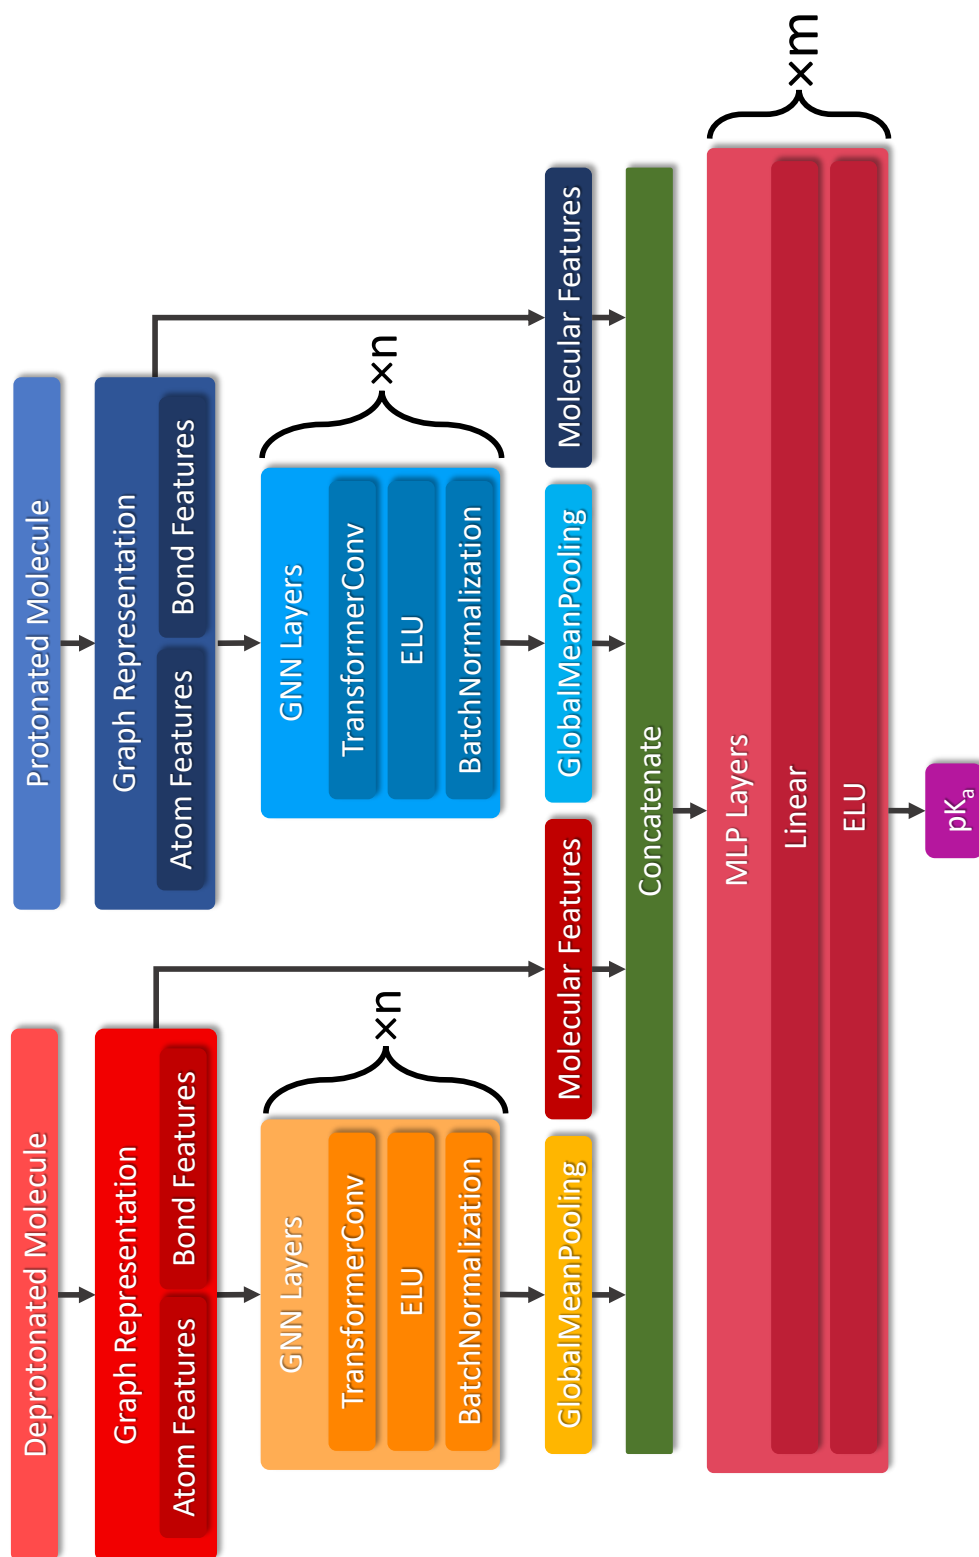 Deprotonated Molecule
Graph Representation
Atom Features
Bond Features
GNN Layers
TransformerConv
ELU
BatchNormalization
×n
GlobalMeanPooling
Molecular Features
Protonated Molecule
Graph Representation
Atom Features
Bond Features
GNN Layers
TransformerConv
ELU
BatchNormalization
×n
GlobalMeanPooling
Molecular Features
Concatenate
MLP Layers
Linear
ELU
×m
pKₐ